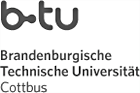 b-tu
Brandenburgische
Technische Universität
Cottbus